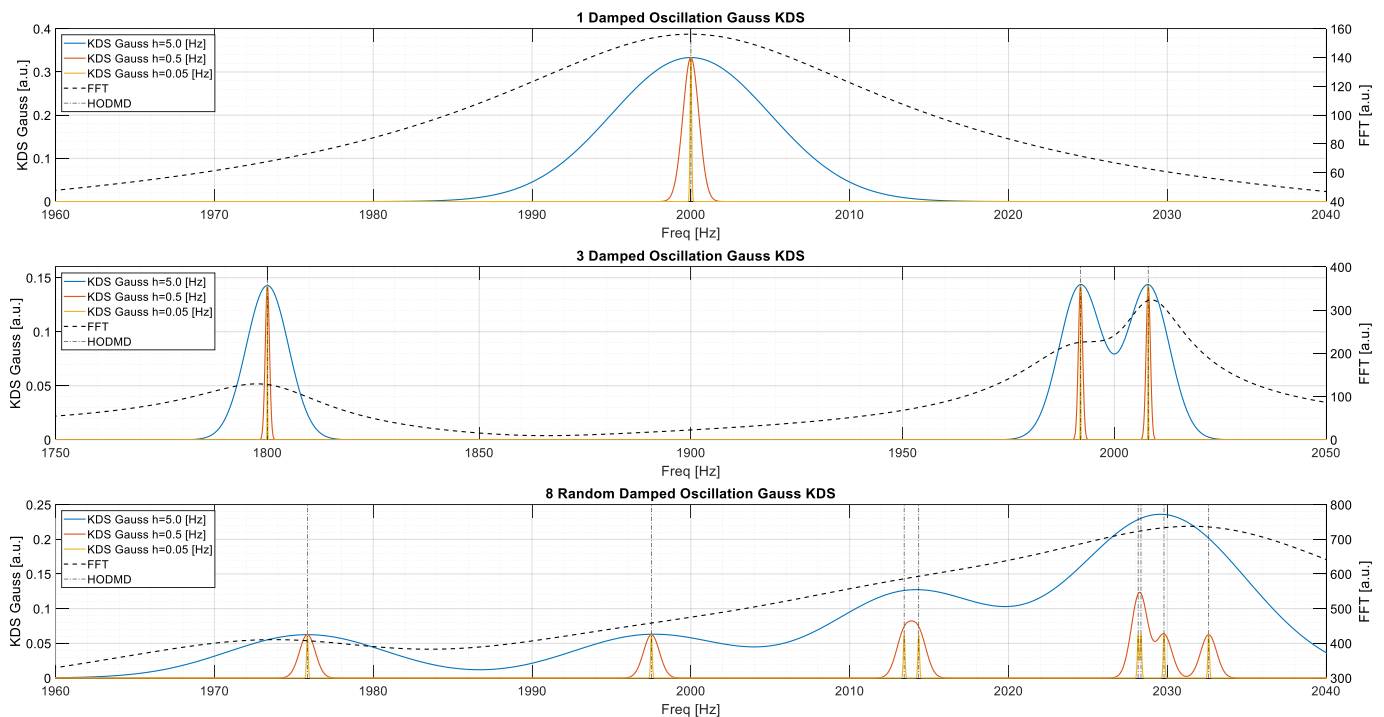 1 Damped Oscillation Gauss KDS
KDS Gauss [a.u.]
0.4
0.3
0.2
0.1
0
KDS Gauss h=5.0 [Hz]
KDS Gauss h=0.5 [Hz]
KDS Gauss h=0.05 [Hz]
FFT
HODMD
160
140
120
100
80
60
40
FFT [a.u.]
1960 1970 1980 1990 2000 2010 2020 2030 2040
Freq [Hz]
3 Damped Oscillation Gauss KDS
KDS Gauss [a.u.]
0.15
0.1
0.05
0
KDS Gauss h=5.0 [Hz]
KDS Gauss h=0.5 [Hz]
KDS Gauss h=0.05 [Hz]
FFT
HODMD
400
300
200
100
0
FFT [a.u.]
1750 1800 1850 1900 1950 2000 2050
Freq [Hz]
8 Random Damped Oscillation Gauss KDS
KDS Gauss [a.u.]
0.25
0.2
0.15
0.1
0.05
0
KDS Gauss h=5.0 [Hz]
KDS Gauss h=0.5 [Hz]
KDS Gauss h=0.05 [Hz]
FFT
HODMD
800
700
600
500
400
300
FFT [a.u.]
1960 1970 1980 1990 2000 2010 2020 2030 2040
Freq [Hz]